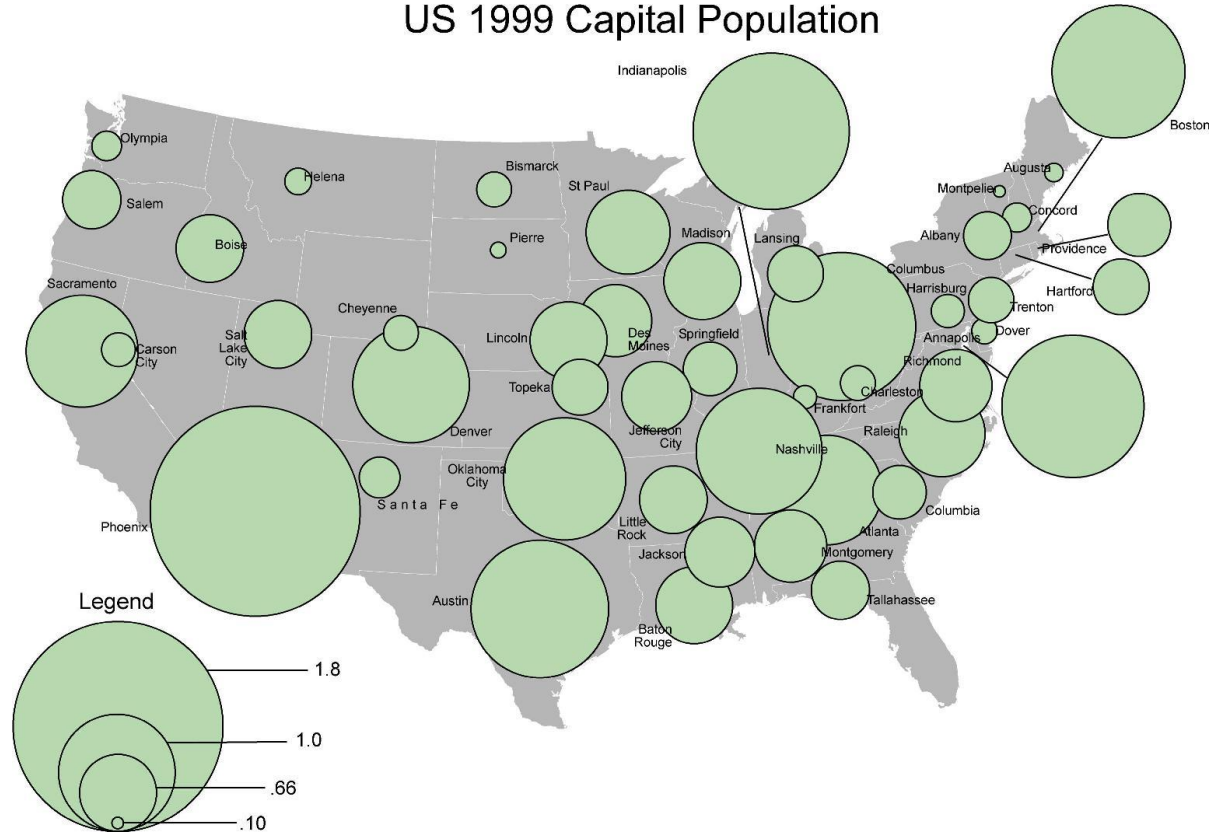 US 1999 Capital Population
Indianapolis
Boston
Olympia
Helena
Bismarck
St Paul
Augusta
Montpelier
Salem
Concord
Boise
Pierre
Madison
Lansing
Albany
Providence
Columbus
Sacramento
Harrisburg
Hartford
Cheyenne
Trenton
Carson
City
Salt
Lake
City
Lincoln
Des
Moines
Springfield
Annapolis
Dover
Richmond
Topeka
Charleston
Frankfort
Denver
Jefferson
City
Raleigh
Nashville
Oklahoma
City
Santa Fe
Columbia
Phoenix
Little
Rock
Atlanta
Jackson
Montgomery
Austin
Tallahassee
Baton
Rouge
Legend
1.8
1.0
.66
.10